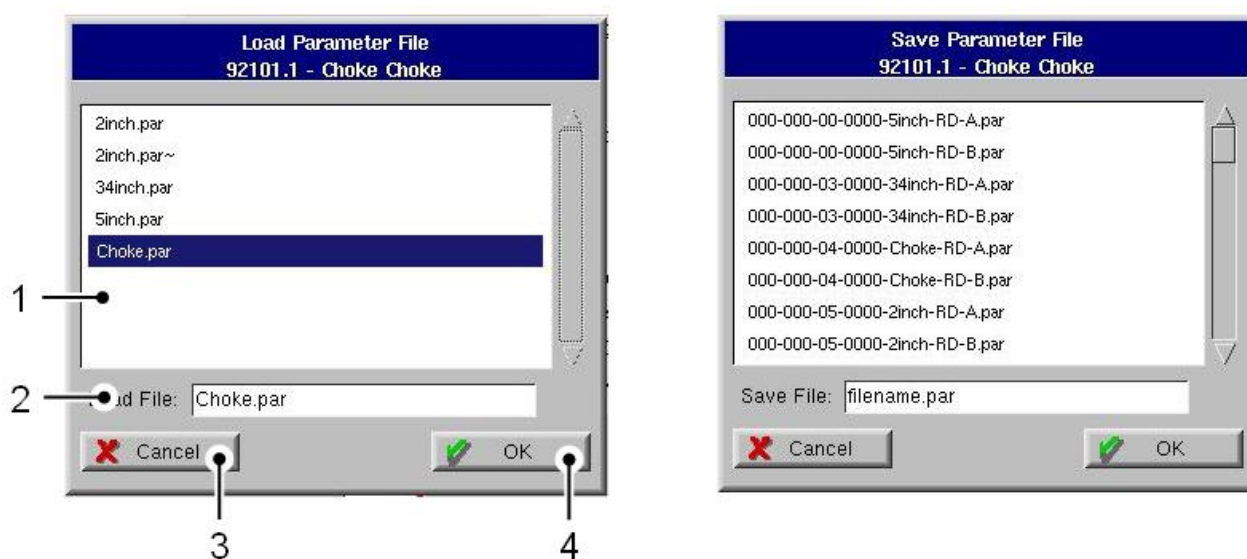 Load Parameter File
92101.1 - Choke Choke
2inch.par
2inch.par~
34inch.par
5inch.par
Choke.par
1
2
File: Choke.par
Cancel
OK
3
4
Save Parameter File
92101.1 - Choke Choke
000-000-00-0000-5inch-RD-A.par
000-000-00-0000-5inch-RD-B.par
000-000-03-0000-34inch-RD-A.par
000-000-03-0000-34inch-RD-B.par
000-000-04-0000-Choke-RD-A.par
000-000-04-0000-Choke-RD-B.par
000-000-05-0000-2inch-RD-A.par
000-000-05-0000-2inch-RD-B.par
Save File: filename.par
Cancel
OK